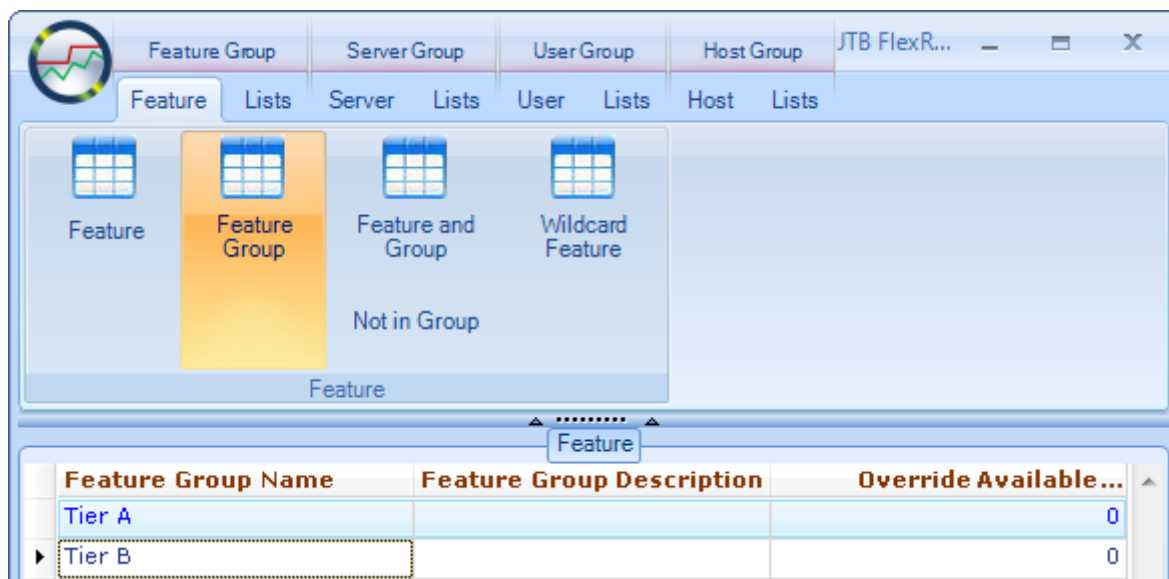 Feature Group Server Group User Group Host Group JTB FlexR...
Feature Lists Server Lists User Lists Host Lists
Feature
Feature
Group
Feature and
Group
Wildcard
Feature
Not in Group
Feature
Feature
Feature Group Name Feature Group Description Override Available...
Tier A 0
Tier B 0